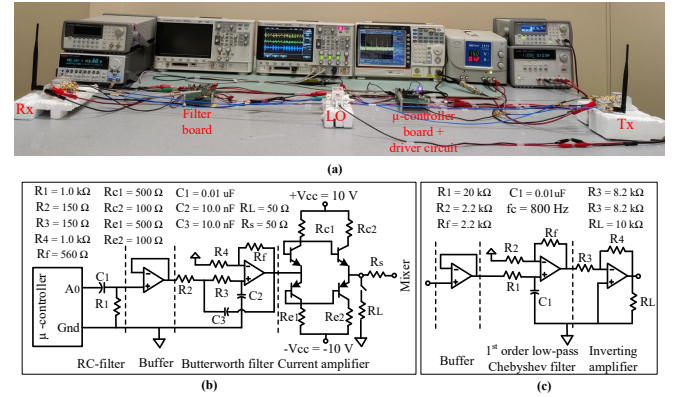 Rx
Filter
board
LO
μ-controller
board +
driver circuit
Tx
(a)
R1 = 1.0 kΩ Rc1 = 500 Ω C1 = 0.01 uF +Vcc = 10 V
R2 = 150 Ω Rc2 = 100 Ω C2 = 10.0 nF RL = 50 Ω
R3 = 150 Ω Re1 = 500 Ω C3 = 10.0 nF Rs = 50 Ω
R4 = 1.0 kΩ Re2 = 100 Ω
Rf = 560 Ω
Rc1 Rc2
R4 Rf
μ-controller
A0 C1
R1
R2 R3 C2
C3
Rs
Mixer
Re1 Re2 RL
Gnd
-Vcc = -10 V
RC-filter Buffer Butterworth filter Current amplifier
(b)
R1 = 20 kΩ C1 = 0.01uF R3 = 8.2 kΩ
R2 = 2.2 kΩ fc = 800 Hz R3 = 8.2 kΩ
Rf = 2.2 kΩ RL = 10 kΩ
R2 Rf R3 R4
R1
C1
RL
Buffer
1st order low-pass
Chebyshev filter
Inverting
amplifier
(c)